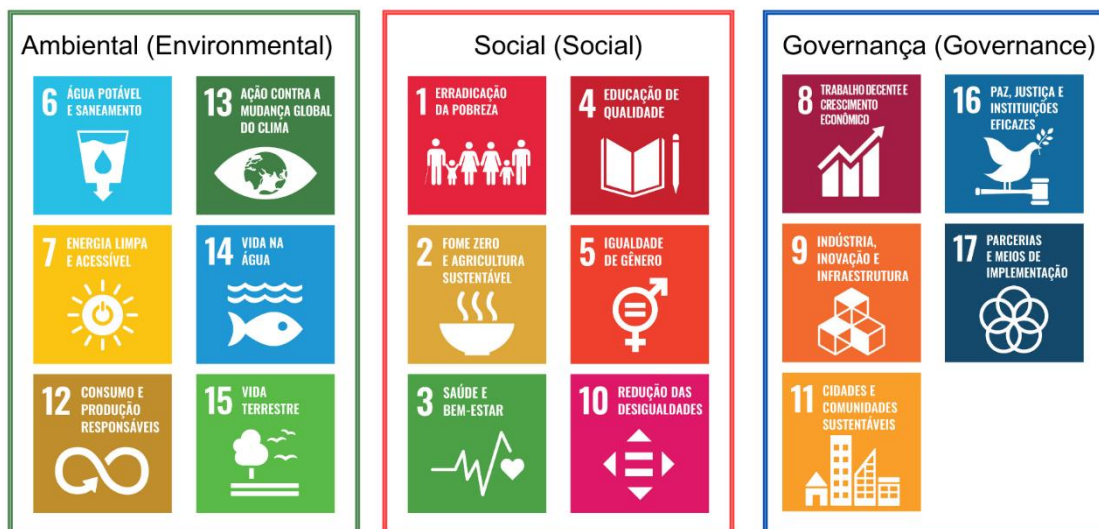 Ambiental (Environmental)
6 ÁGUA POTÁVEL
E SANEAMENTO
13 AÇÃO CONTRA A
MUDANÇA GLOBAL
DO CLIMA
7 ENERGIA LIMPA
E ACESSÍVEL
14 VIDA NA
ÁGUA
12 CONSUMO E
PRODUÇÃO
RESPONSÁVEIS
15 VIDA
TERRESTRE
Social (Social)
1 ERRADICAÇÃO
DA POBREZA
4 EDUCAÇÃO DE
QUALIDADE
2 FOME ZERO
E AGRICULTURA
SUSTENTÁVEL
5 IGUALDADE
DE GÊNERO
3 SAÚDE E
BEM-ESTAR
10 REDUÇÃO DAS
DESIGUALDADES
Governança (Governance)
8 TRABALHO DECENTE E
CRESCIMENTO
ECONÔMICO
16 PAZ, JUSTIÇA E
INSTITUIÇÕES
EFICAZES
9 INDÚSTRIA,
INOVAÇÃO E
INFRAESTRUTURA
17 PARCERIAS
E MEIOS DE
IMPLEMENTAÇÃO
11 CIDADES E
COMUNIDADES
SUSTENTÁVEIS